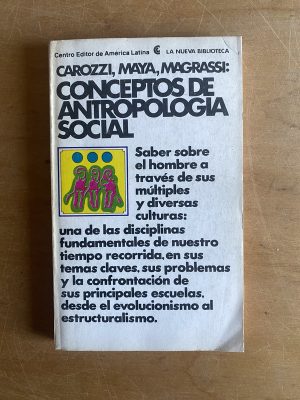 Centro Editor de América Latina LA NUEVA BIBLIOTECA
CAROZZI, MAYA, MAGRASSI:
CONCEPTOS DE
ANTROPOLOGIA
SOCIAL
Saber sobre
el hombre a
través de sus
múltiples
y diversas
culturas:
una de las disciplinas
fundamentales de nuestro
tiempo recorrida, en sus
temas claves, sus problemas
y la confrontación de
sus principales escuelas,
desde el evolucionismo al
estructuralismo.